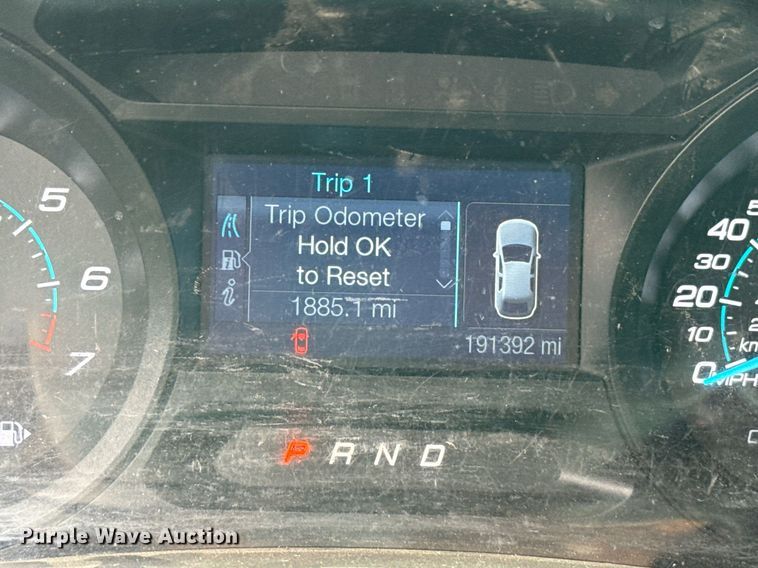 Trip 1
Trip Odometer
Hold OK
to Reset
1885.1 mi
191392 mi
5
6
7
40
30
20
10
0
MPH
P R N D
Purple Wave Auction